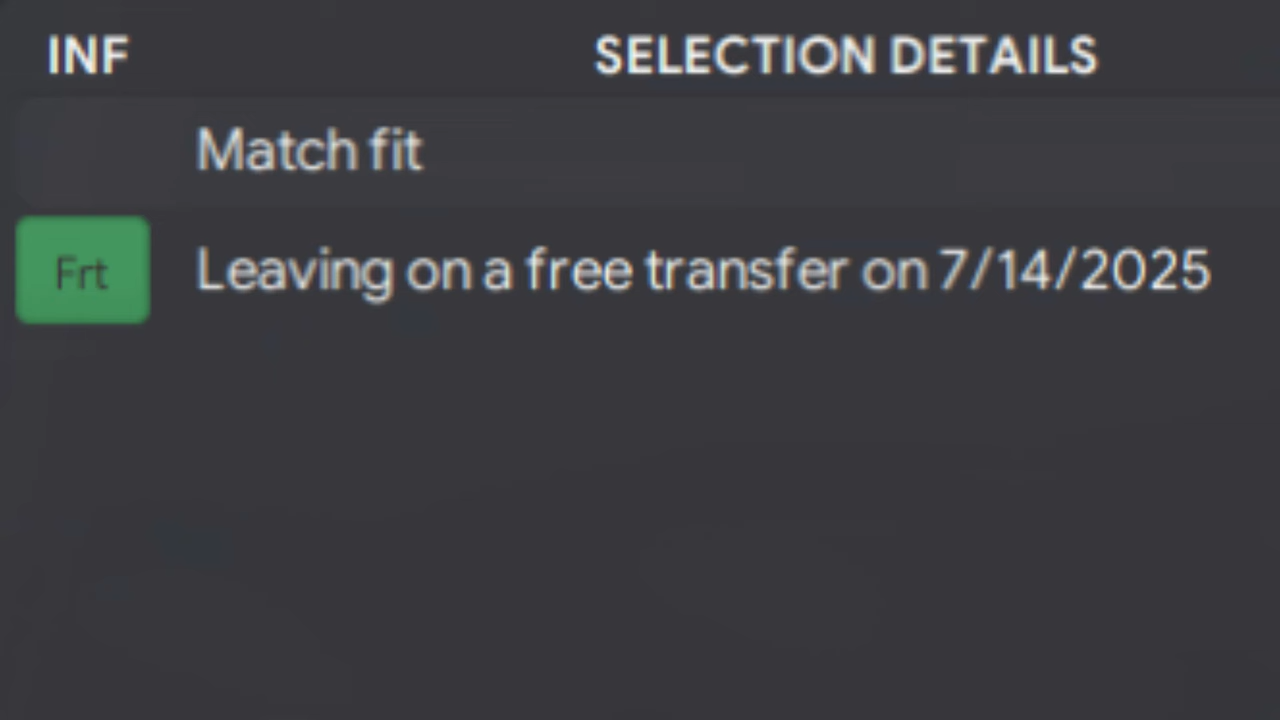 INF SELECTION DETAILS
Match fit
Frt Leaving on a free transfer on 7/14/2025